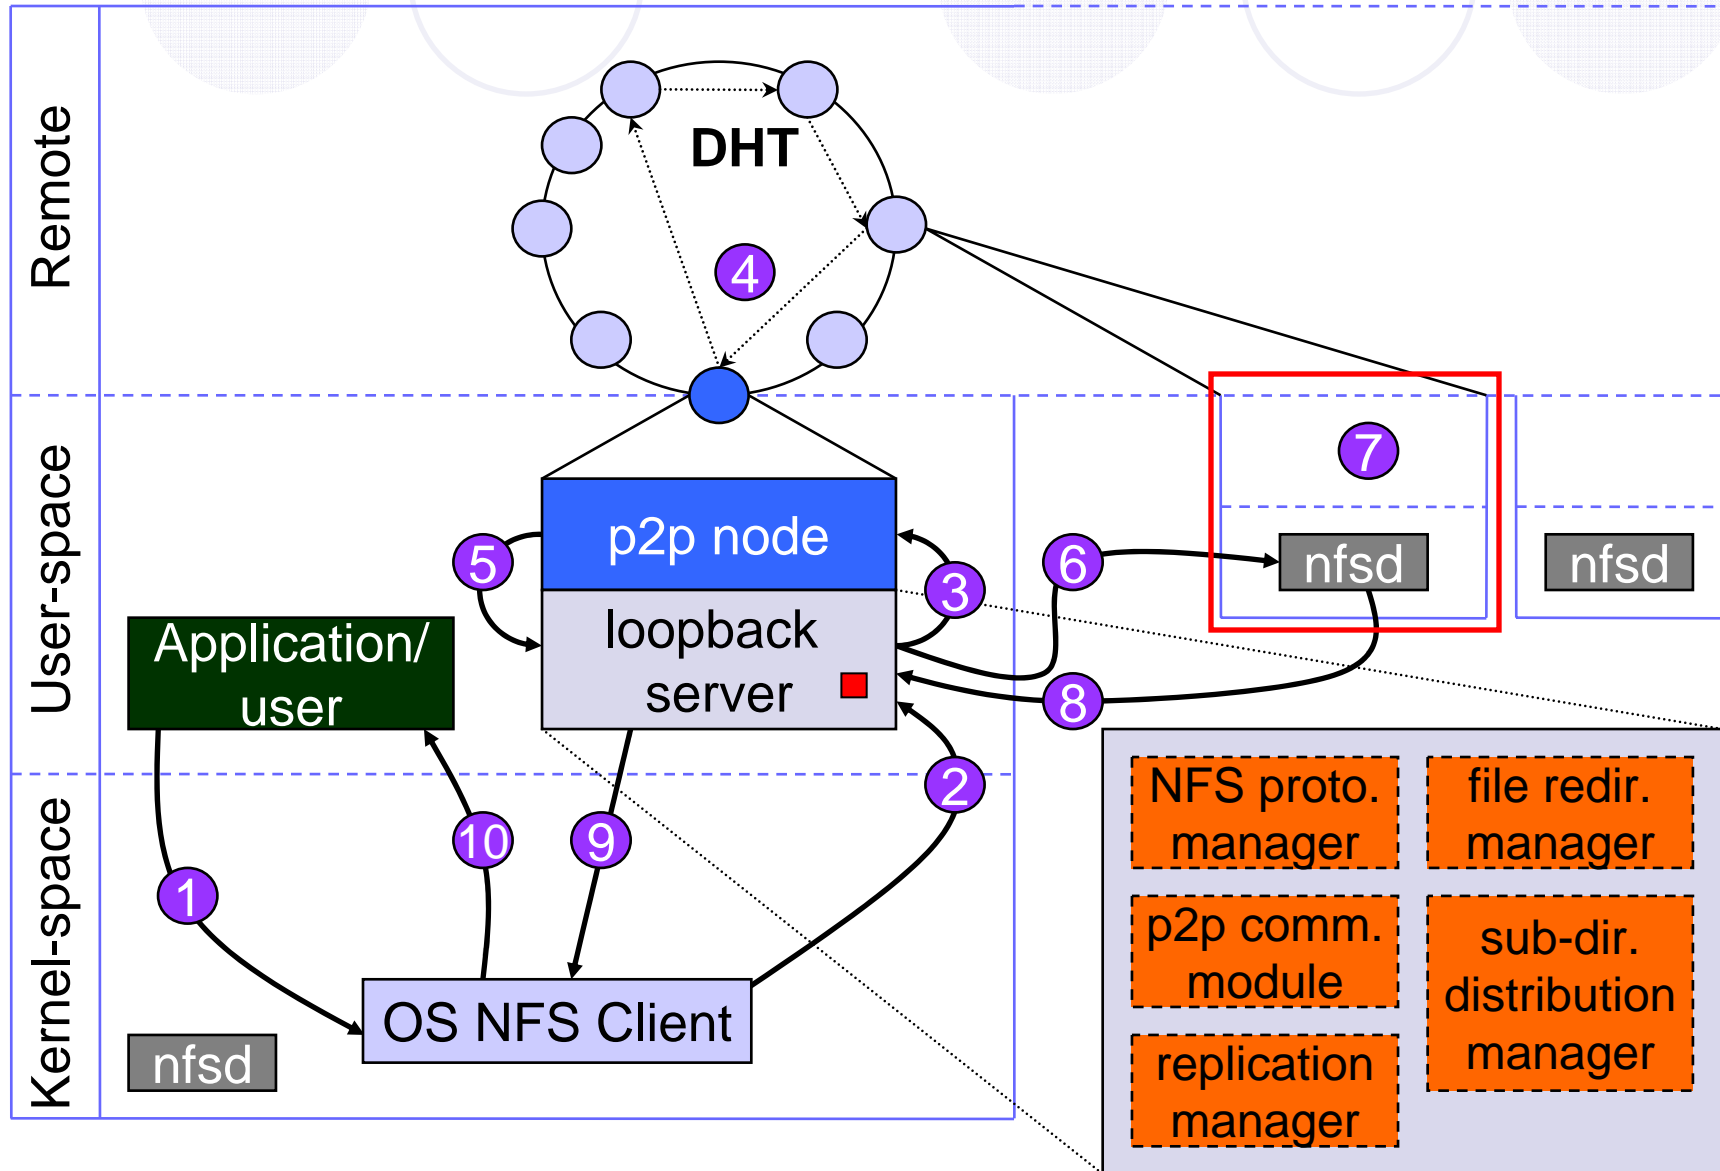 Remote
DHT
4
User-space
7
p2p node
5
3
6
nfsd
nfsd
loopback
server
Application/
user
8
Kernel-space
2
10
9
1
OS NFS Client
nfsd
NFS proto.
manager
file redir.
manager
p2p comm.
module
sub-dir.
distribution
manager
replication
manager